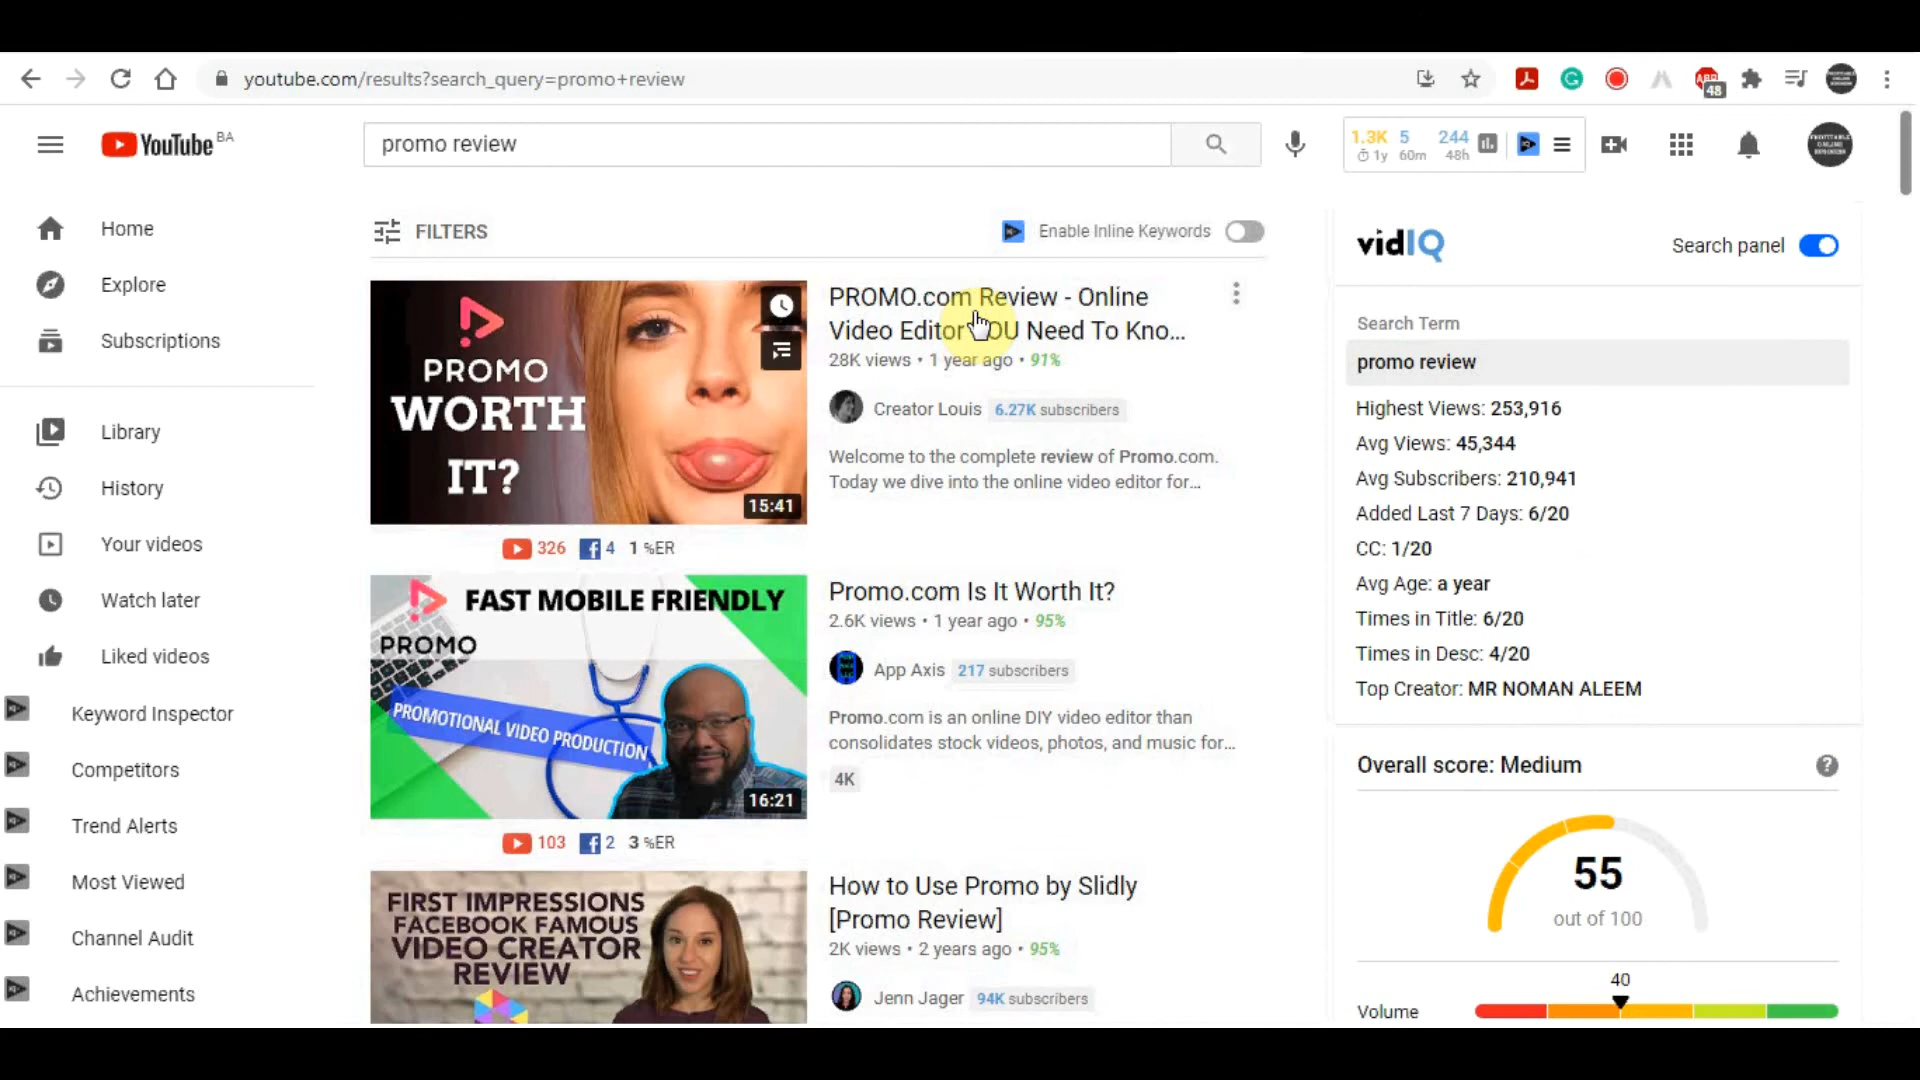 youtube.com/results?search_query=promo+review
48
YouTube BA
promo review
1.3K 5 244
1y 60m 48h
Home
Explore
Subscriptions
Library
History
Your videos
Watch later
Liked videos
Keyword Inspector
Competitors
Trend Alerts
Most Viewed
Channel Audit
Achievements
FILTERS
Enable Inline Keywords
PROMO
WORTH
IT?
15:41
326 4 1 %ER
PROMO.com Review - Online
Video Editor YOU Need To Kno...
28K views • 1 year ago • 91%
Creator Louis 6.27K subscribers
Welcome to the complete review of Promo.com.
Today we dive into the online video editor for...
FAST MOBILE FRIENDLY
PROMO
PROMOTIONAL VIDEO PRODUCTION
16:21
103 2 3 %ER
Promo.com Is It Worth It?
2.6K views • 1 year ago • 95%
App Axis 217 subscribers
Promo.com is an online DIY video editor than
consolidates stock videos, photos, and music for...
4K
FIRST IMPRESSIONS
FACEBOOK FAMOUS
VIDEO CREATOR
REVIEW
How to Use Promo by Slidly
[Promo Review]
2K views • 2 years ago • 95%
Jenn Jager 94K subscribers
vidIQ
Search panel
Search Term
promo review
Highest Views: 253,916
Avg Views: 45,344
Avg Subscribers: 210,941
Added Last 7 Days: 6/20
CC: 1/20
Avg Age: a year
Times in Title: 6/20
Times in Desc: 4/20
Top Creator: MR NOMAN ALEEM
Overall score: Medium
?
55
out of 100
40
Volume